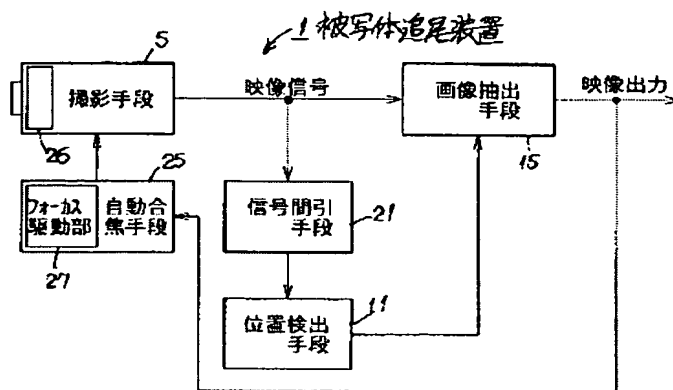 1 被写体追尾装置
5
撮影手段
26
映像信号
画像抽出
手段
15
映像出力
25
フォーカス
駆動部
27
自動合
焦手段
信号間引
手段
21
位置検出
手段
11